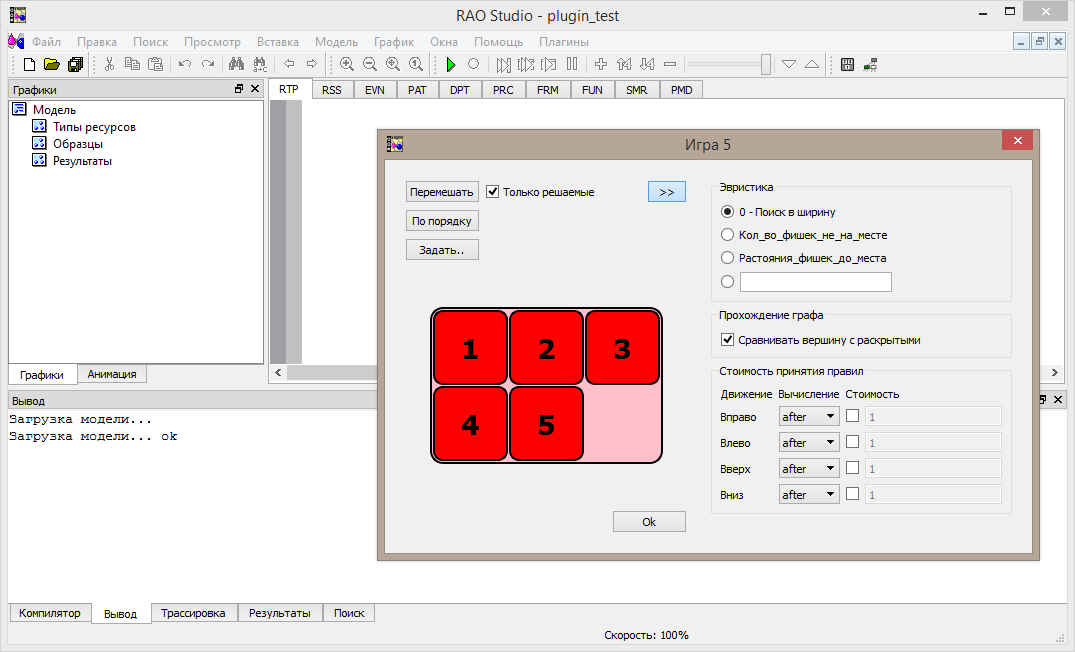 RAO Studio - plugin_test
Файл Правка Поиск Просмотр Вставка Модель График Окна Помощь Плагины
Графики
RTP RSS EVN PAT DPT PRC FRM FUN SMR PMD
Модель
Типы ресурсов
Образцы
Результаты
Графики Анимация
Вывод
Загрузка модели...
Загрузка модели... ok
Игра 5
Перемешать Только решаемые >>
По порядку
Задать..
1 2 3
4 5
Эвристика
0 - Поиск в ширину
Кол_во_фишек_не_на_месте
Растояния_фишек_до_места
Прохождение графа
Сравнивать вершину с раскрытыми
Стоимость принятия правил
Движение Вычисление Стоимость
Вправо after 1
Влево after 1
Вверх after 1
Вниз after 1
Ok
Компилятор Вывод Трассировка Результаты Поиск
Скорость: 100%